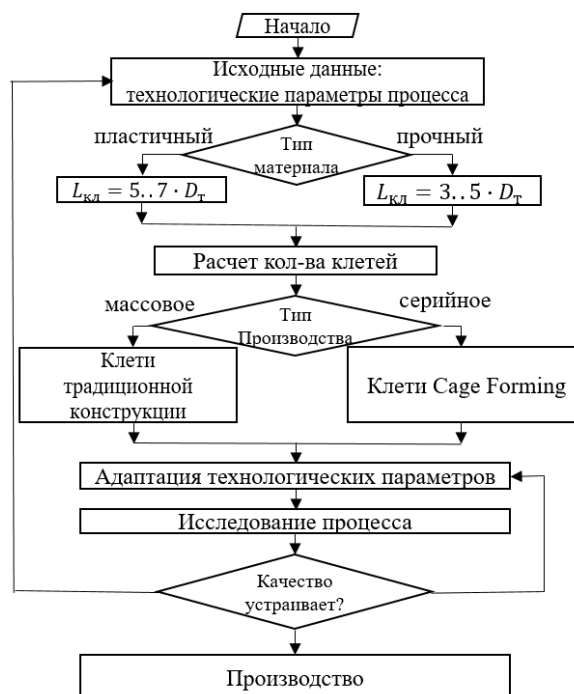 Начало
Исходные данные:
технологические параметры процесса
пластичный
Тип
материала
прочный
L_кл = 5..7 · D_т
L_кл = 3..5 · D_т
Расчет кол-ва клетей
массовое
Тип
Производства
серийное
Клети
традиционной
конструкции
Клети Cage Forming
Адаптация технологических параметров
Исследование процесса
Качество
устраивает?
Производство